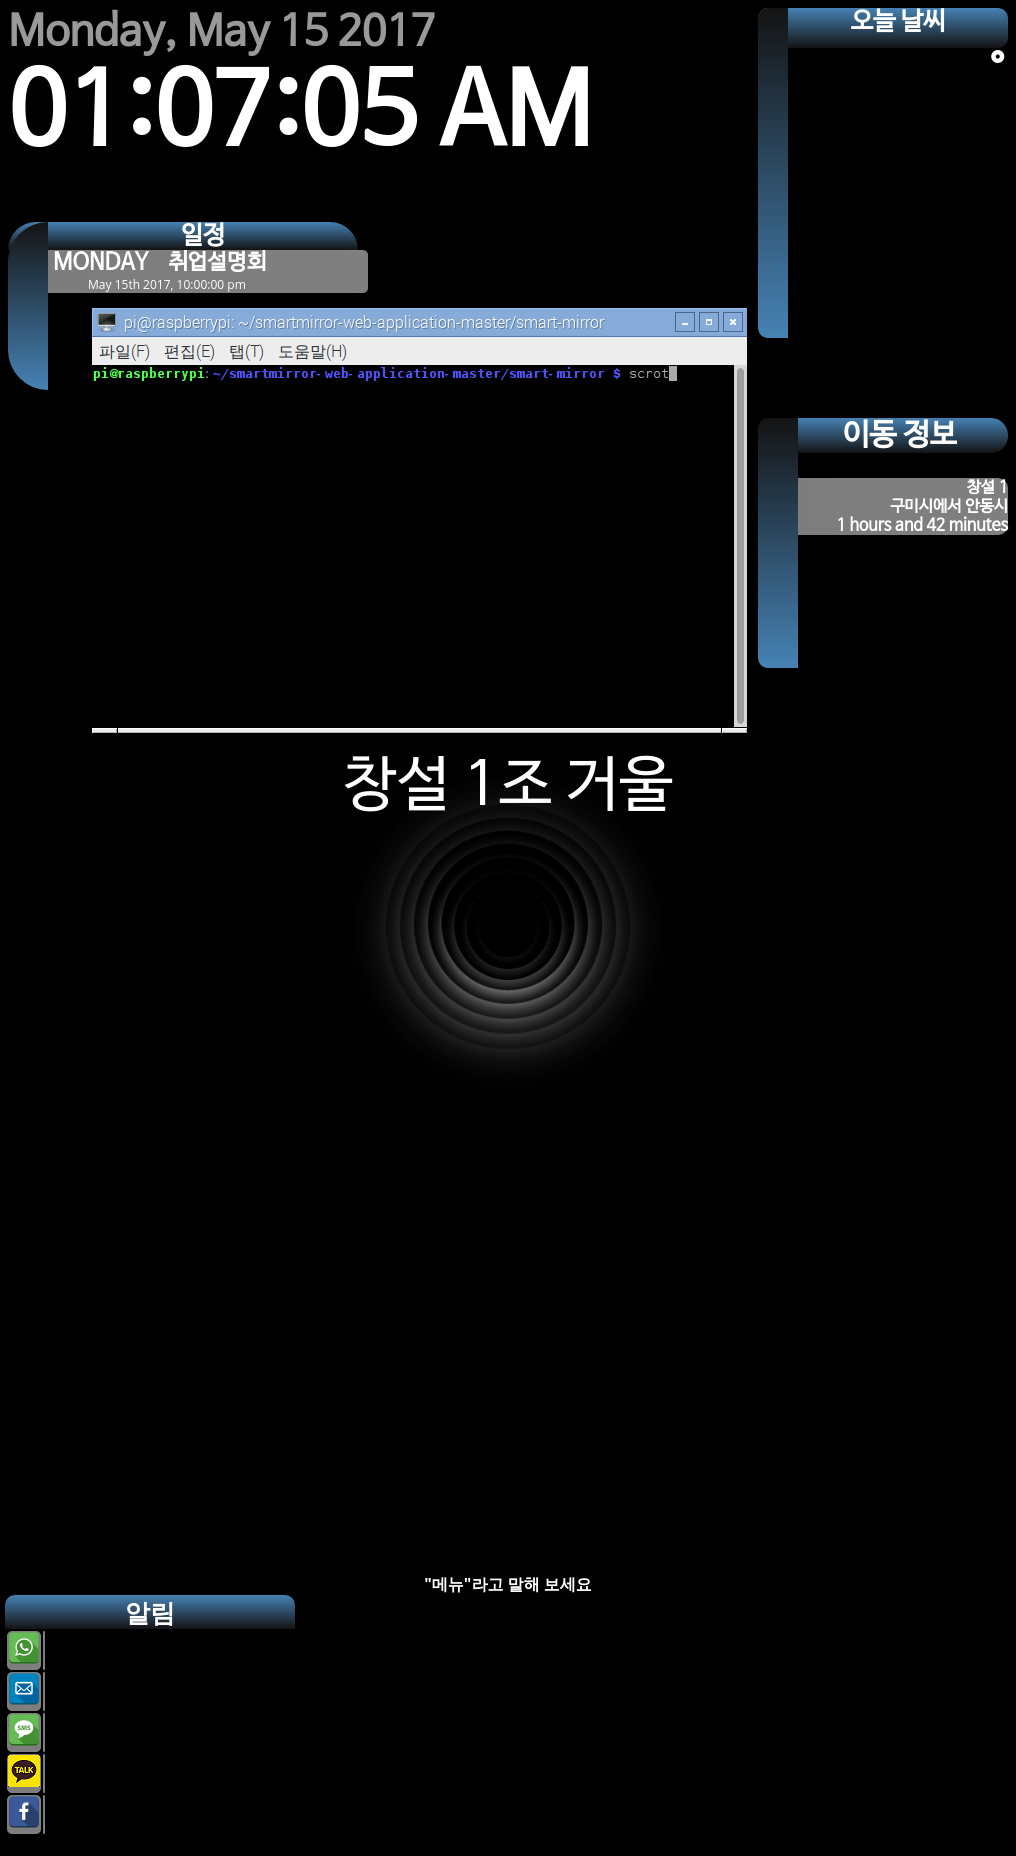 Monday, May 15 2017
01:07:05 AM
오늘 날씨
일정
MONDAY 취업설명회
May 15th 2017, 10:00:00 pm
pi@raspberrypi: ~/smartmirror-web-application-master/smart-mirror
파일(F) 편집(E) 탭(T) 도움말(H)
pi@raspberrypi: ~/smartmirror-web-application-master/smart-mirror $ scrot
이동 정보
창설 1
구미시에서 안동시
1 hours and 42 minutes
창설 1조 거울
"메뉴"라고 말해 보세요
알림
SMS
TALK